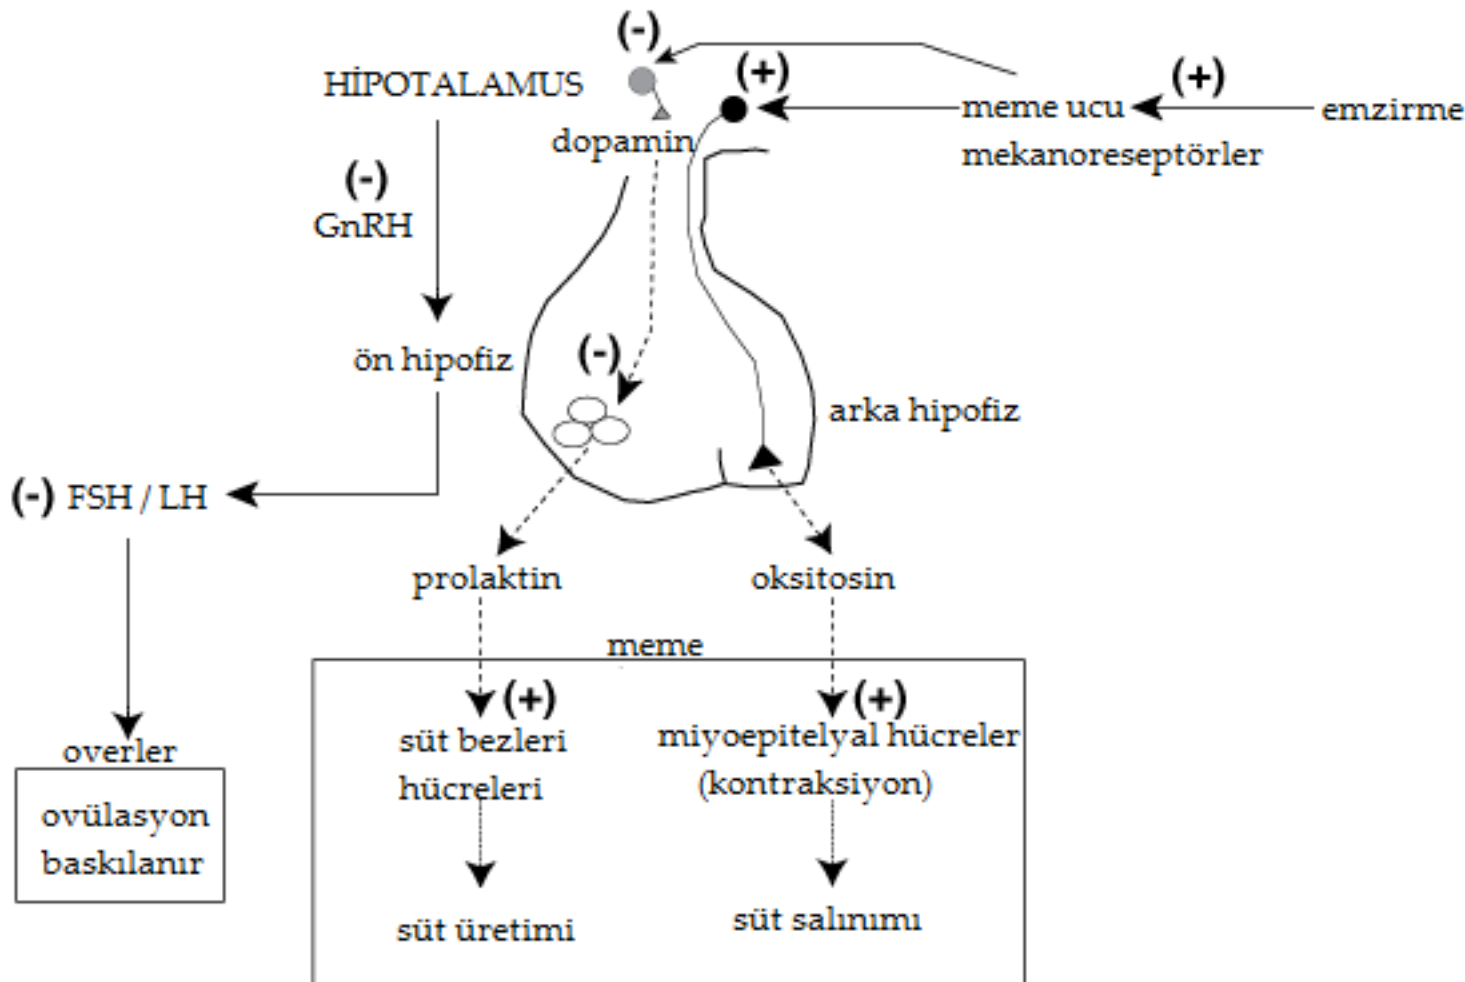 (-)
HİPOTALAMUS
(+)
(+)
meme ucu
emzirme
dopamin
mekanoreseptörler
(-)
GnRH
(-)
ön hipofiz
arka hipofiz
(-) FSH / LH
prolaktin
oksitosin
meme
(+)
(+)
süt bezleri
hücreleri
miyoepitelyal hücreler
(kontraksiyon)
overler
ovülasyon
baskılanır
süt üretimi
süt salınımı